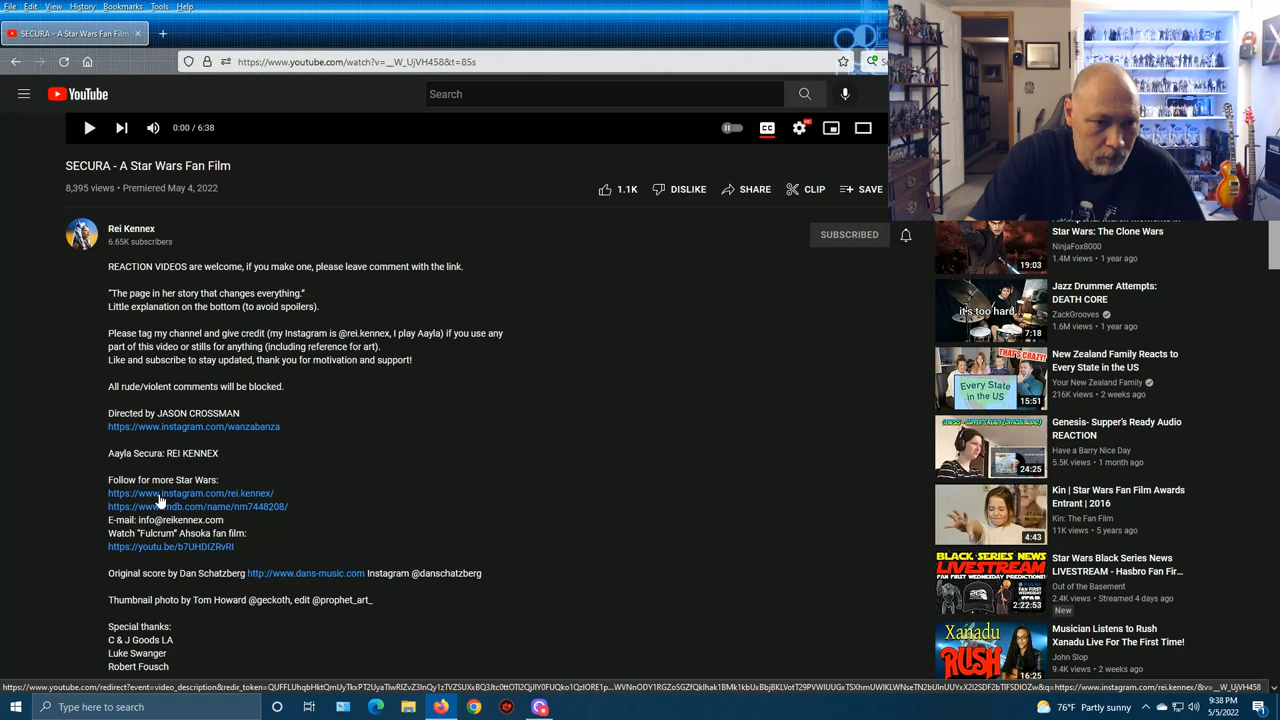 File Edit View History Bookmarks Tools Help
SECURA - A Star Wars Fan Film
https://www.youtube.com/watch?v=__W_UjVH458&t=85s
YouTube
Search
0:00 / 6:38
CC
HD
SECURA - A Star Wars Fan Film
8,395 views • Premiered May 4, 2022
1.1K DISLIKE SHARE CLIP SAVE
Rei Kennex
6.65K subscribers
SUBSCRIBED
REACTION VIDEOS are welcome, if you make one, please leave comment with the link.
"The page in her story that changes everything."
Little explanation on the bottom (to avoid spoilers).
Please tag my channel and give credit (my Instagram is @rei.kennex, I play Aayla) if you use any
part of this video or stills for anything (including reference for art).
Like and subscribe to stay updated, thank you for motivation and support!
All rude/violent comments will be blocked.
Directed by JASON CROSSMAN
https://www.instagram.com/wanzabanza
Aayla Secura: REI KENNEX
Follow for more Star Wars:
https://www.instagram.com/rei.kennex/
https://www.imdb.com/name/nm7448208/
E-mail: info@reikennex.com
Watch "Fulcrum" Ahsoka fan film:
https://youtu.be/b7UHDIZRvRI
Original score by Dan Schatzberg http://www.dans-music.com Instagram @danschatzberg
Thumbnail photo by Tom Howard @geckoth, edit @prophet_art_
Special thanks:
C & J Goods LA
Luke Swanger
Robert Fousch
Star Wars: The Clone Wars
NinjaFox8000
1.4M views • 1 year ago
19:03
Jazz Drummer Attempts:
DEATH CORE
ZackGrooves
1.6M views • 1 year ago
it's too hard...
7:18
New Zealand Family Reacts to
Every State in the US
Your New Zealand Family
216K views • 2 weeks ago
THAT'S CRAZY!
Every State
in the US
15:51
Genesis- Supper's Ready Audio
REACTION
Have a Barry Nice Day
5.5K views • 1 month ago
24:25
Kin | Star Wars Fan Film Awards
Entrant | 2016
Kin: The Fan Film
11K views • 5 years ago
4:43
Star Wars Black Series News
LIVESTREAM - Hasbro Fan Fir...
Out of the Basement
2.4K views • Streamed 4 days ago
New
BLACK SERIES NEWS
LIVESTREAM
FAN FIRST WEDNESDAY PREDICTIONS!
2:22:53
Musician Listens to Rush
Xanadu Live For The First Time!
John Slop
9.4K views • 2 weeks ago
Xanadu
RUSH
16:25
Type here to search
76°F Partly sunny
9:38 PM
5/5/2022